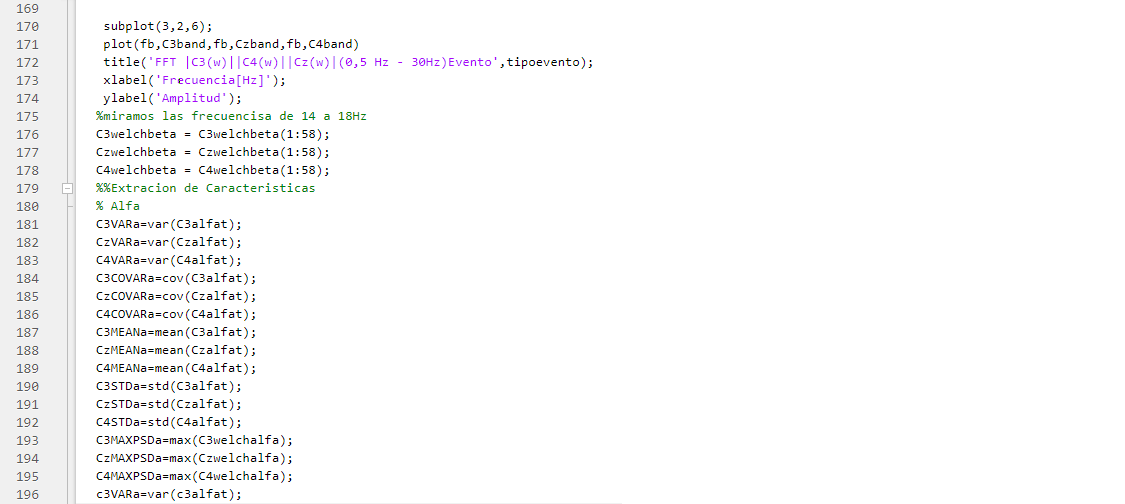 169
170 subplot(3,2,6);
171 plot(fb,C3band,fb,Czband,fb,C4band)
172 title('FFT |C3(w)||C4(w)||Cz(w)|(0,5 Hz - 30Hz)Evento',tipoevento);
173 xlabel('Frecuencia[Hz]');
174 ylabel('Amplitud');
175 %miramos las frecuencisa de 14 a 18Hz
176 C3welchbeta = C3welchbeta(1:58);
177 Czwelchbeta = Czwelchbeta(1:58);
178 C4welchbeta = C4welchbeta(1:58);
179 %%Extracion de Caracteristicas
180 % Alfa
181 C3VARa=var(C3alfat);
182 CzVARa=var(Czalfat);
183 C4VARa=var(C4alfat);
184 C3COVARa=cov(C3alfat);
185 CzCOVARa=cov(Czalfat);
186 C4COVARa=cov(C4alfat);
187 C3MEANa=mean(C3alfat);
188 CzMEANa=mean(Czalfat);
189 C4MEANa=mean(C4alfat);
190 C3STDa=std(C3alfat);
191 CzSTDa=std(Czalfat);
192 C4STDa=std(C4alfat);
193 C3MAXPSDa=max(C3welchalfa);
194 CzMAXPSDa=max(Czwelchalfa);
195 C4MAXPSDa=max(C4welchalfa);
196 c3VARa=var(c3alfat);